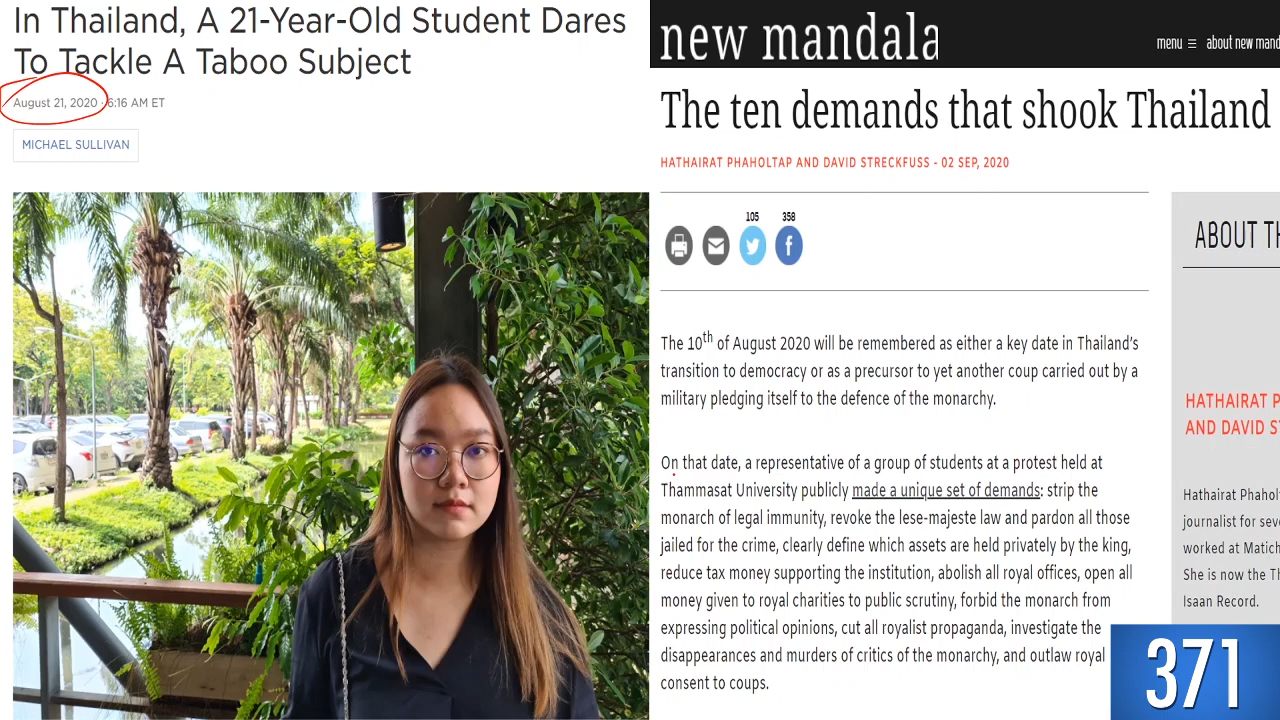 In Thailand, A 21-Year-Old Student Dares
To Tackle A Taboo Subject
August 21, 2020 · 6:16 AM ET
MICHAEL SULLIVAN
new mandala
menu
about new mand
The ten demands that shook Thailand
HATHAIRAT PHAHOLTAP AND DAVID STRECKFUSS - 02 SEP, 2020
105
358
The 10th of August 2020 will be remembered as either a key date in Thailand's
transition to democracy or as a precursor to yet another coup carried out by a
military pledging itself to the defence of the monarchy.
On that date, a representative of a group of students at a protest held at
Thammasat University publicly made a unique set of demands: strip the
monarch of legal immunity, revoke the lese-majeste law and pardon all those
jailed for the crime, clearly define which assets are held privately by the king,
reduce tax money supporting the institution, abolish all royal offices, open all
money given to royal charities to public scrutiny, forbid the monarch from
expressing political opinions, cut all royalist propaganda, investigate the
disappearances and murders of critics of the monarchy, and outlaw royal
consent to coups.
ABOUT TH
HATHAIRAT P
AND DAVID S
Hathairat Phahol
journalist for seve
worked at Matich
She is now the Th
Isaan Record.
371